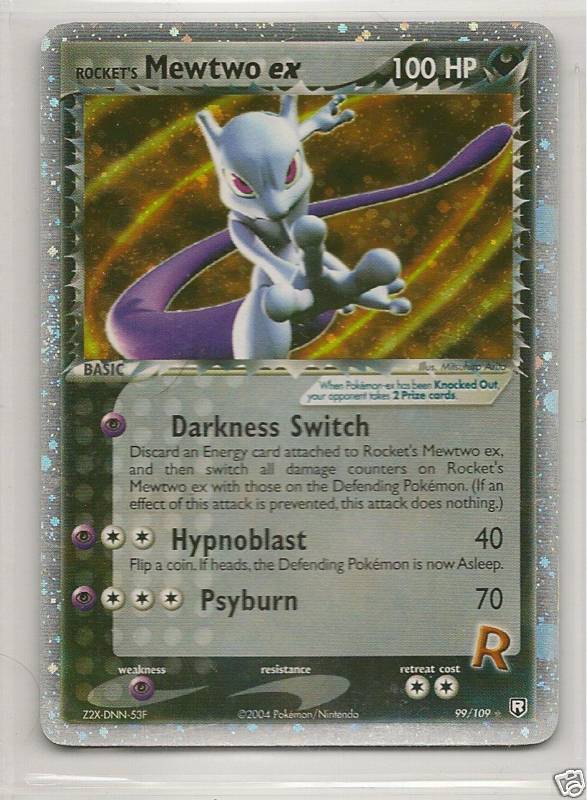 ROCKET'S Mewtwo ex 100 HP
BASIC
Illus. Mitsuhiro Arita
When Pokémon-ex has been Knocked Out,
your opponent takes 2 Prize cards.
Darkness Switch
Discard an Energy card attached to Rocket's Mewtwo ex,
and then switch all damage counters on Rocket's
Mewtwo ex with those on the Defending Pokémon. (If an
effect of this attack is prevented, this attack does nothing.)
Hypnoblast 40
Flip a coin. If heads, the Defending Pokémon is now Asleep.
Psyburn 70
R
weakness resistance retreat cost
Z2X-DNN-53F ©2004 Pokémon/Nintendo 99/109 R